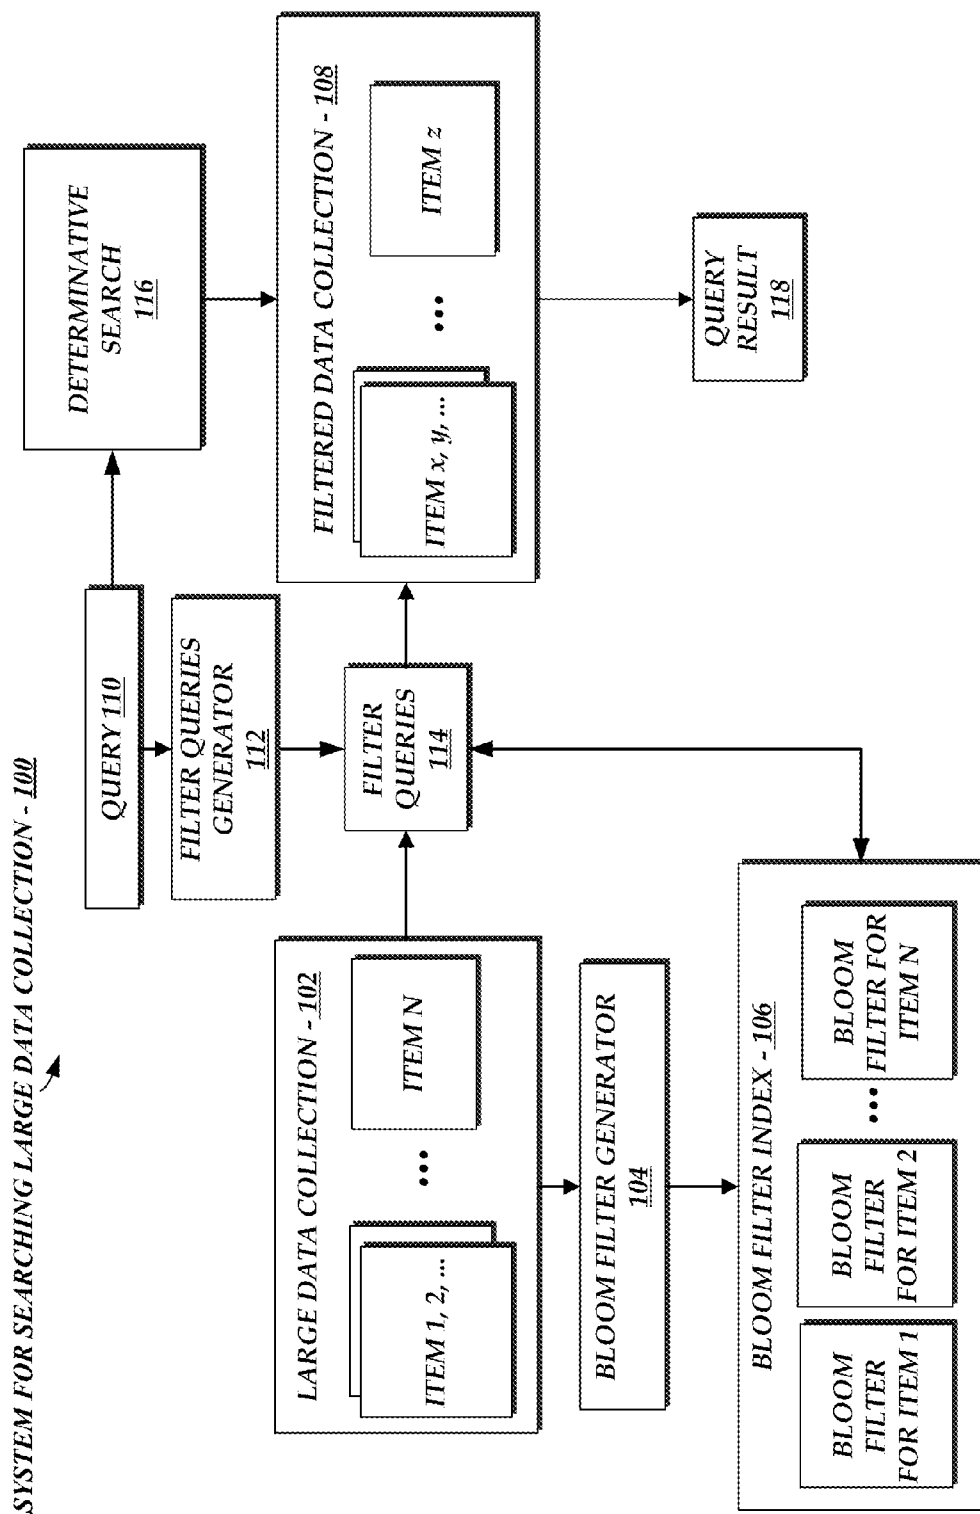 SYSTEM FOR SEARCHING LARGE DATA COLLECTION - 100
QUERY 110
DETERMINATIVE
SEARCH
116
FILTER QUERIES
GENERATOR
112
LARGE DATA COLLECTION - 102
ITEM 1, 2, ...
...
ITEM N
FILTER
QUERIES
114
FILTERED DATA COLLECTION - 108
ITEM x, y, ...
...
ITEM z
BLOOM FILTER GENERATOR
104
QUERY
RESULT
118
BLOOM FILTER INDEX - 106
BLOOM
FILTER
FOR ITEM 1
BLOOM
FILTER
FOR ITEM 2
...
BLOOM
FILTER FOR
ITEM N